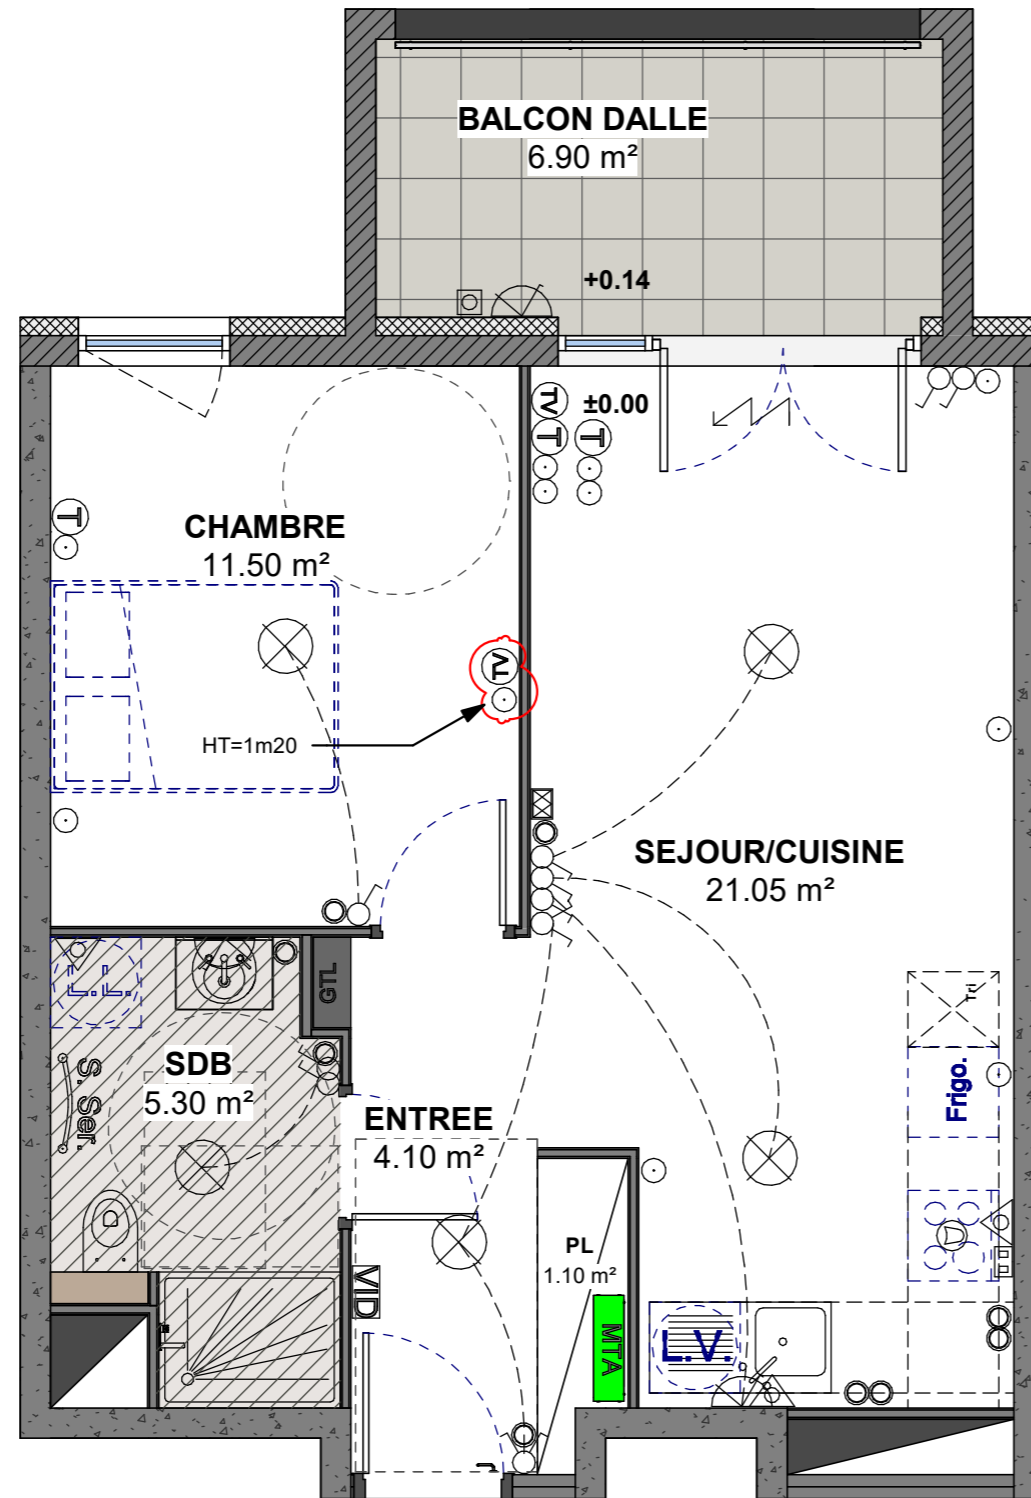 BALCON DALLE
6.90 m²
+0.14
TV
±0.00
T
T
T
CHAMBRE
11.50 m²
TV
HT=1m20
SEJOUR/CUISINE
21.05 m²
GTL
L.L.
Tri
SDB
5.30 m²
S. Ser.
Frigo.
ENTREE
4.10 m²
PL
1.10 m²
VID
MTA
L.V.